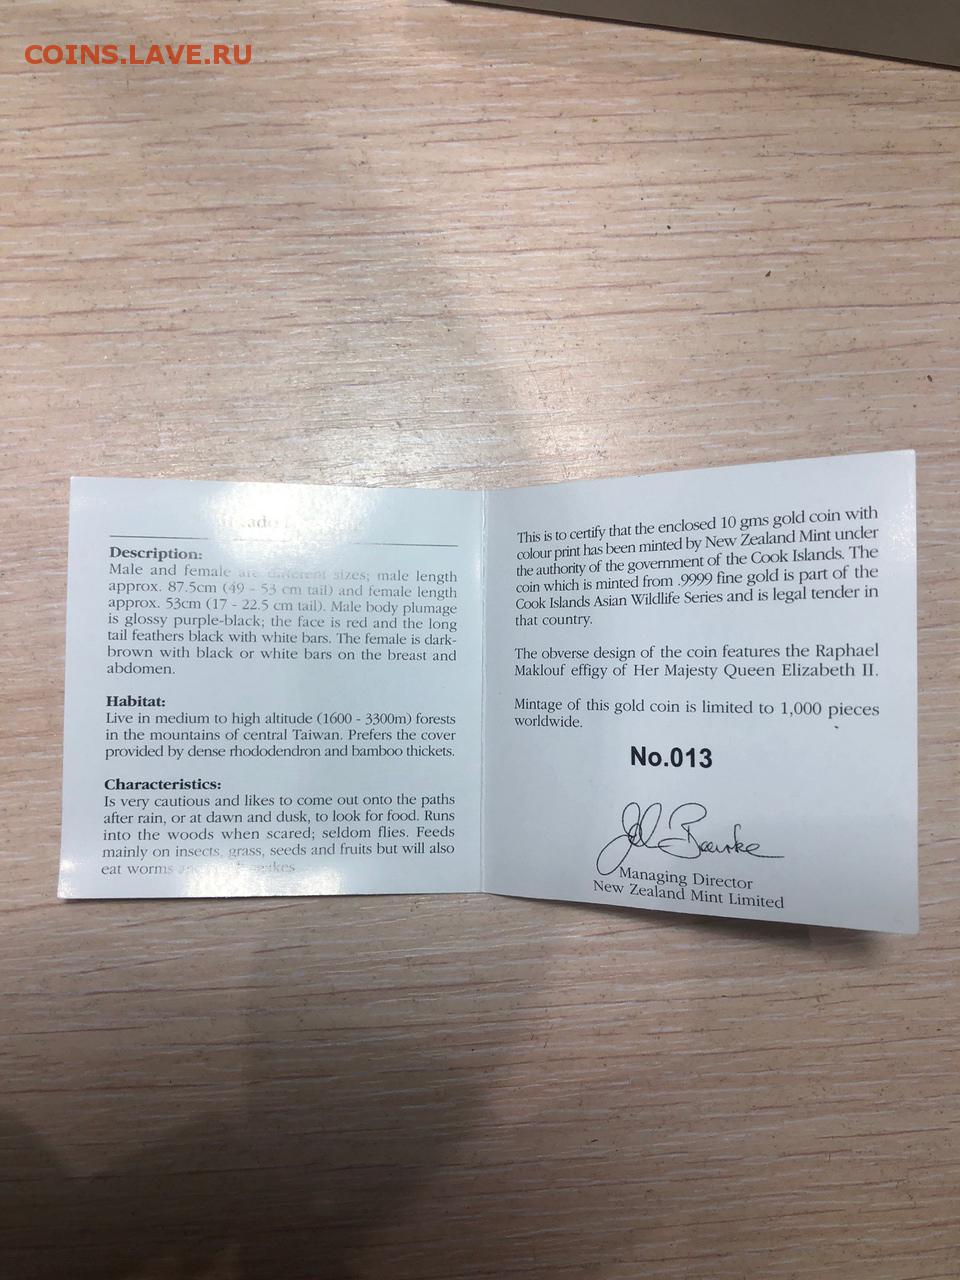 COINS.LAVE.RU
Description:
Male and female are different sizes; male length
approx. 87.5cm (49 - 53 cm tail) and female length
approx. 53cm (17 - 22.5 cm tail). Male body plumage
is glossy purple-black; the face is red and the long
tail feathers black with white bars. The female is dark-
brown with black or white bars on the breast and
abdomen.
Habitat:
Live in medium to high altitude (1600 - 3300m) forests
in the mountains of central Taiwan. Prefers the cover
provided by dense rhododendron and bamboo thickets.
Characteristics:
Is very cautious and likes to come out onto the paths
after rain, or at dawn and dusk, to look for food. Runs
into the woods when scared; seldom flies. Feeds
mainly on insects, grass, seeds and fruits but will also
eat worms
This is to certify that the enclosed 10 gms gold coin with
colour print has been minted by New Zealand Mint under
the authority of the government of the Cook Islands. The
coin which is minted from .9999 fine gold is part of the
Cook Islands Asian Wildlife Series and is legal tender in
that country.
The obverse design of the coin features the Raphael
Maklouf effigy of Her Majesty Queen Elizabeth II.
Mintage of this gold coin is limited to 1,000 pieces
worldwide.
No.013
Managing Director
New Zealand Mint Limited